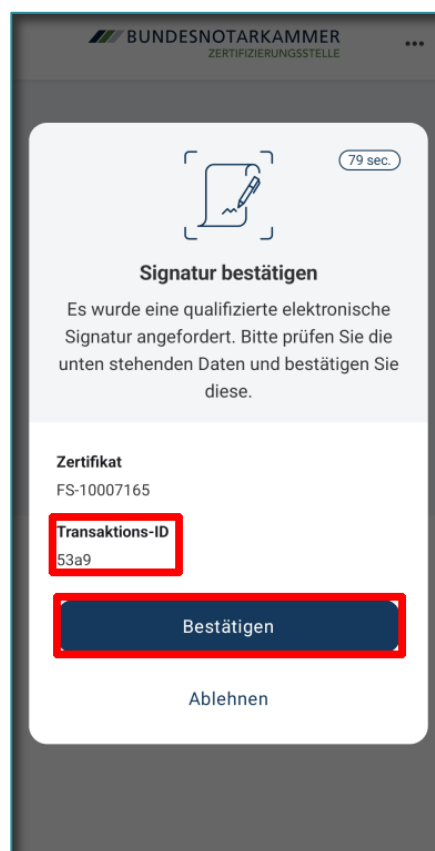 BUNDESNOTARKAMMER
ZERTIFIZIERUNGSSTELLE
79 sec.
Signatur bestätigen
Es wurde eine qualifizierte elektronische
Signatur angefordert. Bitte prüfen Sie die
unten stehenden Daten und bestätigen Sie
diese.
Zertifikat
FS-10007165
Transaktions-ID
53a9
Bestätigen
Ablehnen